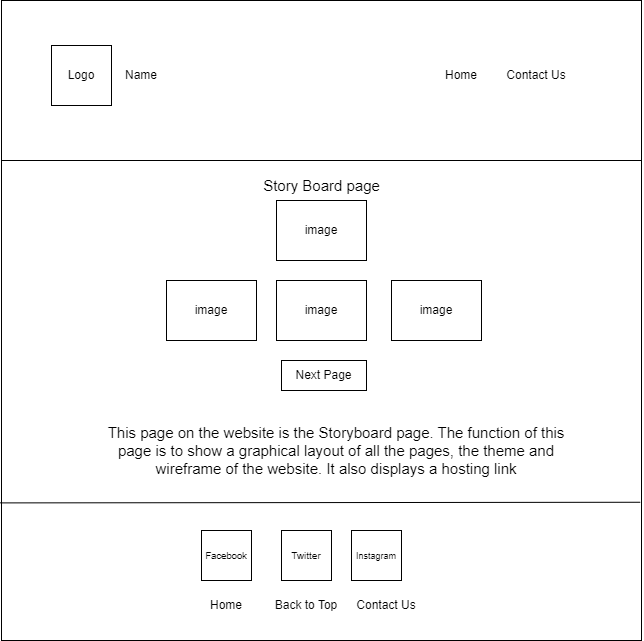 Logo
Name
Home
Contact Us
Story Board page
image
image
image
image
Next Page
This page on the website is the Storyboard page. The function of this
page is to show a graphical layout of all the pages, the theme and
wireframe of the website. It also displays a hosting link
Facebook
Twitter
Instagram
Home
Back to Top
Contact Us